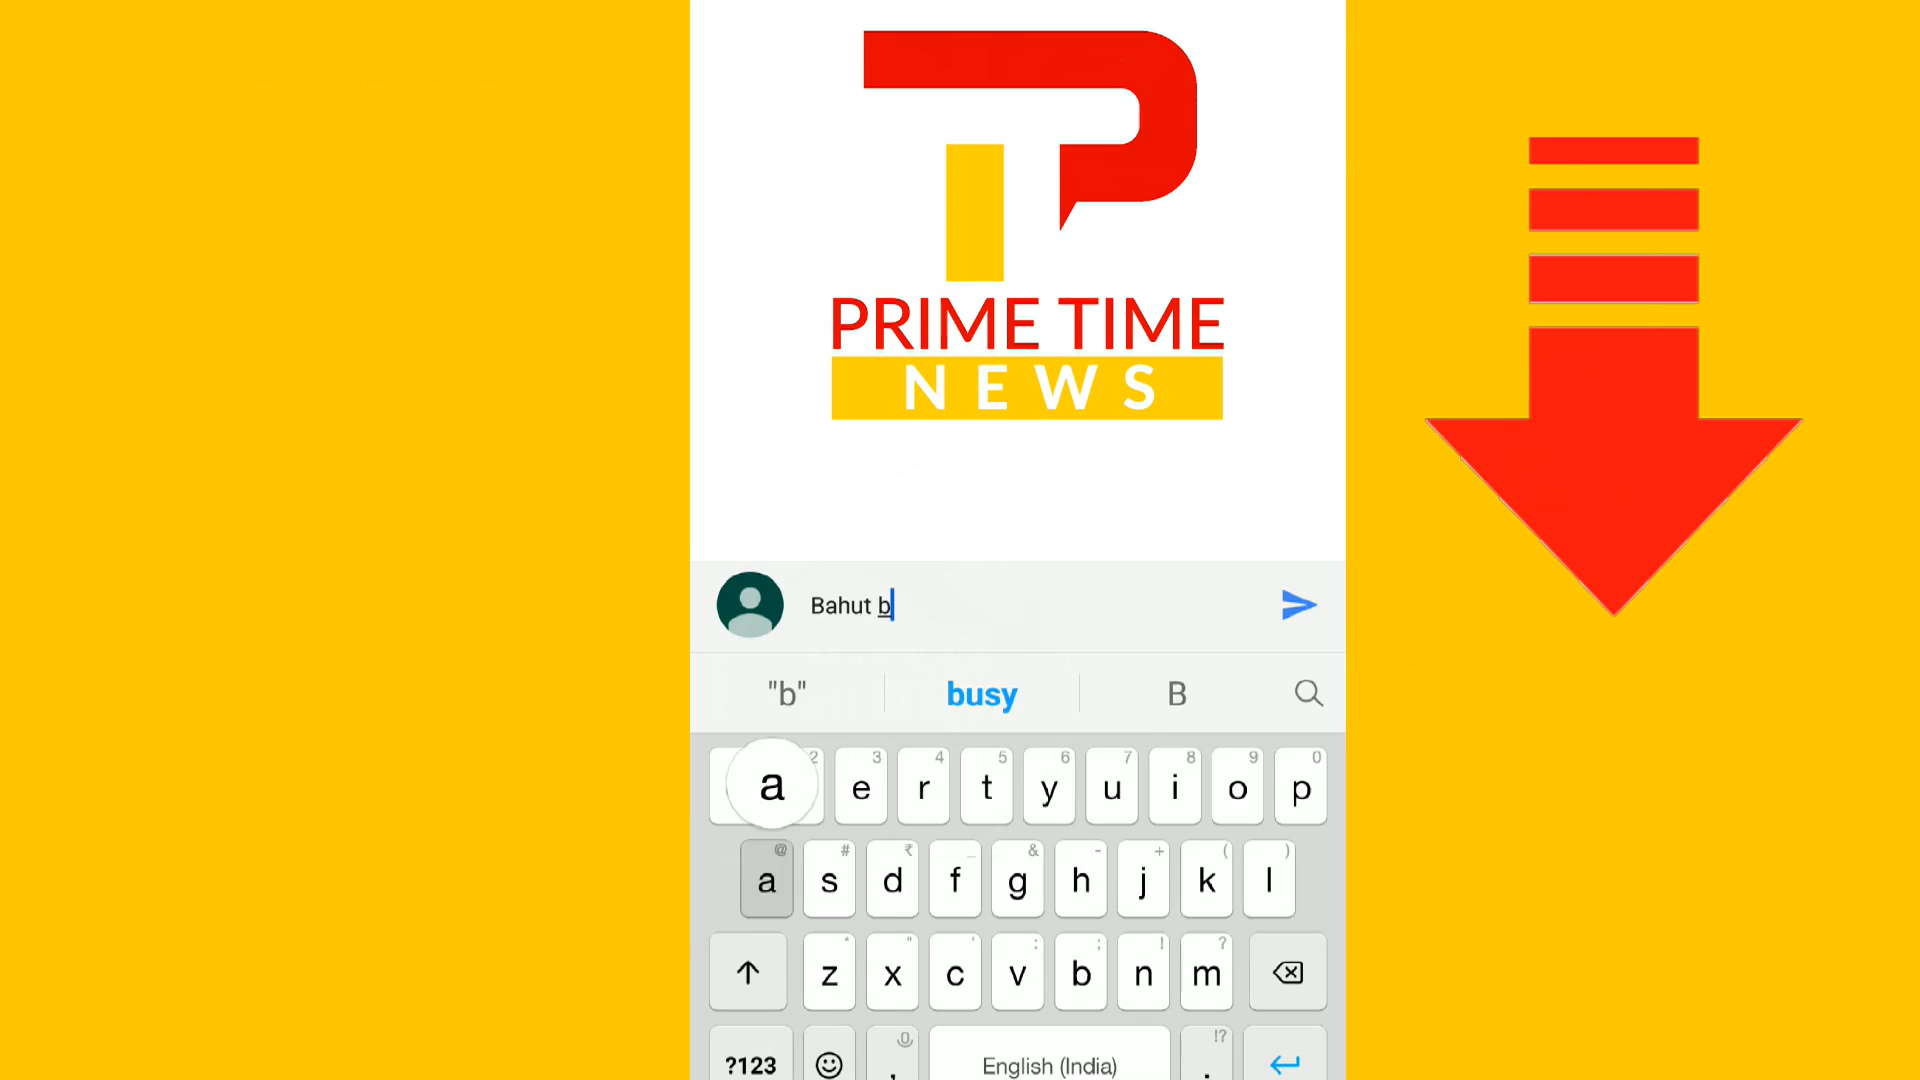 PRIME TIME
NEWS
Bahut b
"b" busy B
a 2 e 3 r 4 t 5 y 6 u 7 i 8 o 9 p 0
a @ s # d ₹ f _ g & h - j + k ( l )
z * x " c ' v : b ; n ! m ?
?123 , English (India) . !?